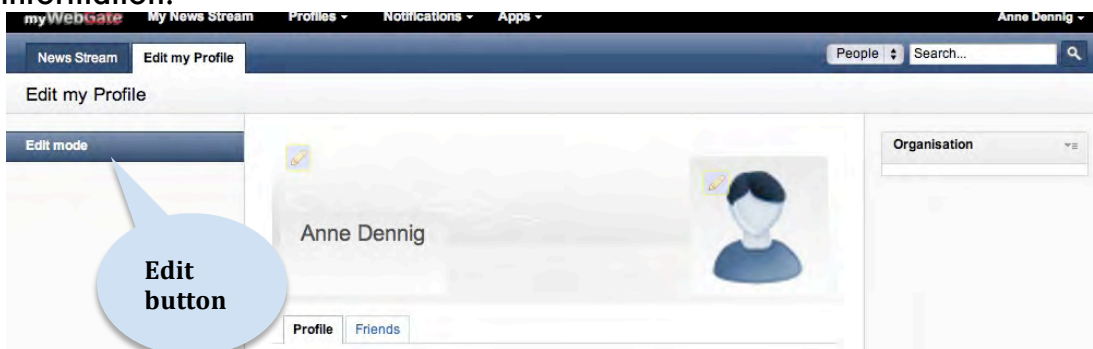 information.
myWebGate My News Stream Profiles Notifications Apps Anne Dennig
News Stream Edit my Profile People Search...
Edit my Profile
Edit mode
Organisation
Anne Dennig
Edit
button
Profile Friends